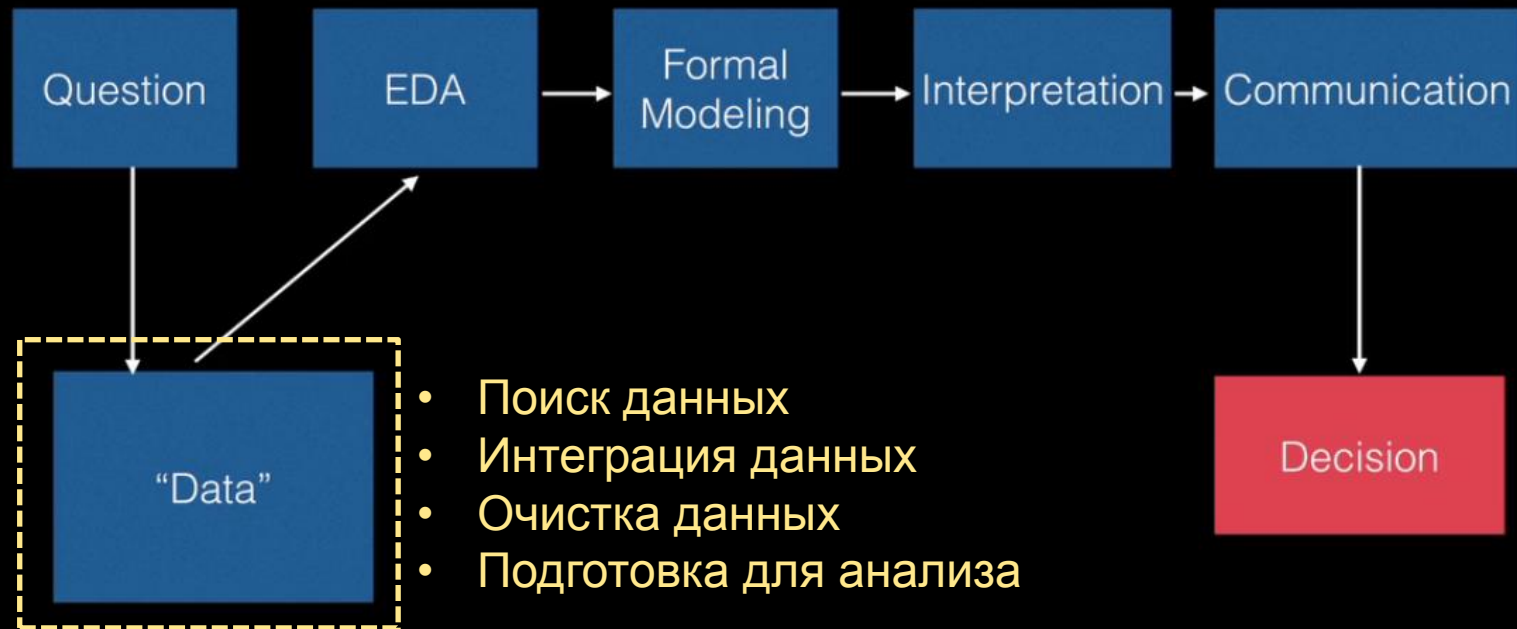 Question
EDA
Formal
Modeling
Interpretation
Communication
“Data”
• Поиск данных
• Интеграция данных
• Очистка данных
• Подготовка для анализа
Decision